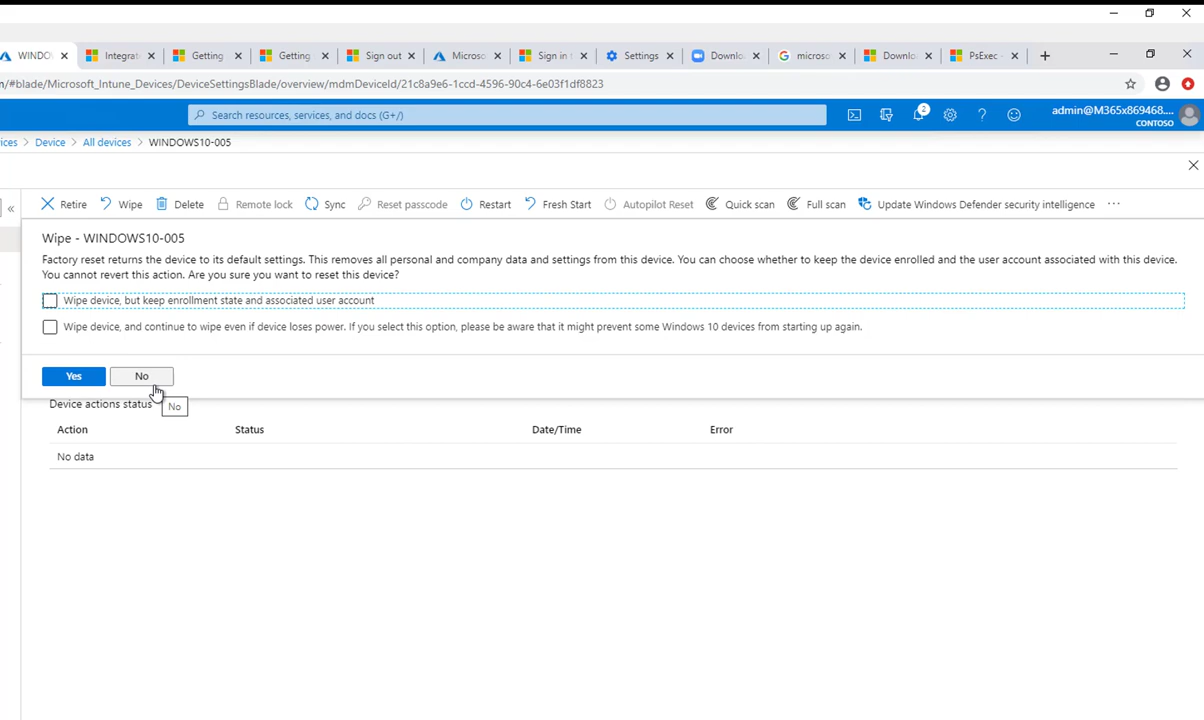 WINDO
Integrat
Getting
Getting
Sign out
Microso
Sign in t
Settings
Downlo
microso
Downlo
PsExec -
n/#blade/Microsoft_Intune_Devices/DeviceSettingsBlade/overview/mdmDeviceId/21c8a9e6-1ccd-4596-90c4-6e03f1df8823
Search resources, services, and docs (G+/)
2
admin@M365x869468....
CONTOSO
ices > Device > All devices > WINDOWS10-005
Retire Wipe Delete Remote lock Sync Reset passcode Restart Fresh Start Autopilot Reset Quick scan Full scan Update Windows Defender security intelligence ...
Wipe - WINDOWS10-005
Factory reset returns the device to its default settings. This removes all personal and company data and settings from this device. You can choose whether to keep the device enrolled and the user account associated with this device.
You cannot revert this action. Are you sure you want to reset this device?
Wipe device, but keep enrollment state and associated user account
Wipe device, and continue to wipe even if device loses power. If you select this option, please be aware that it might prevent some Windows 10 devices from starting up again.
Yes No
Device actions status
No
Action Status Date/Time Error
No data